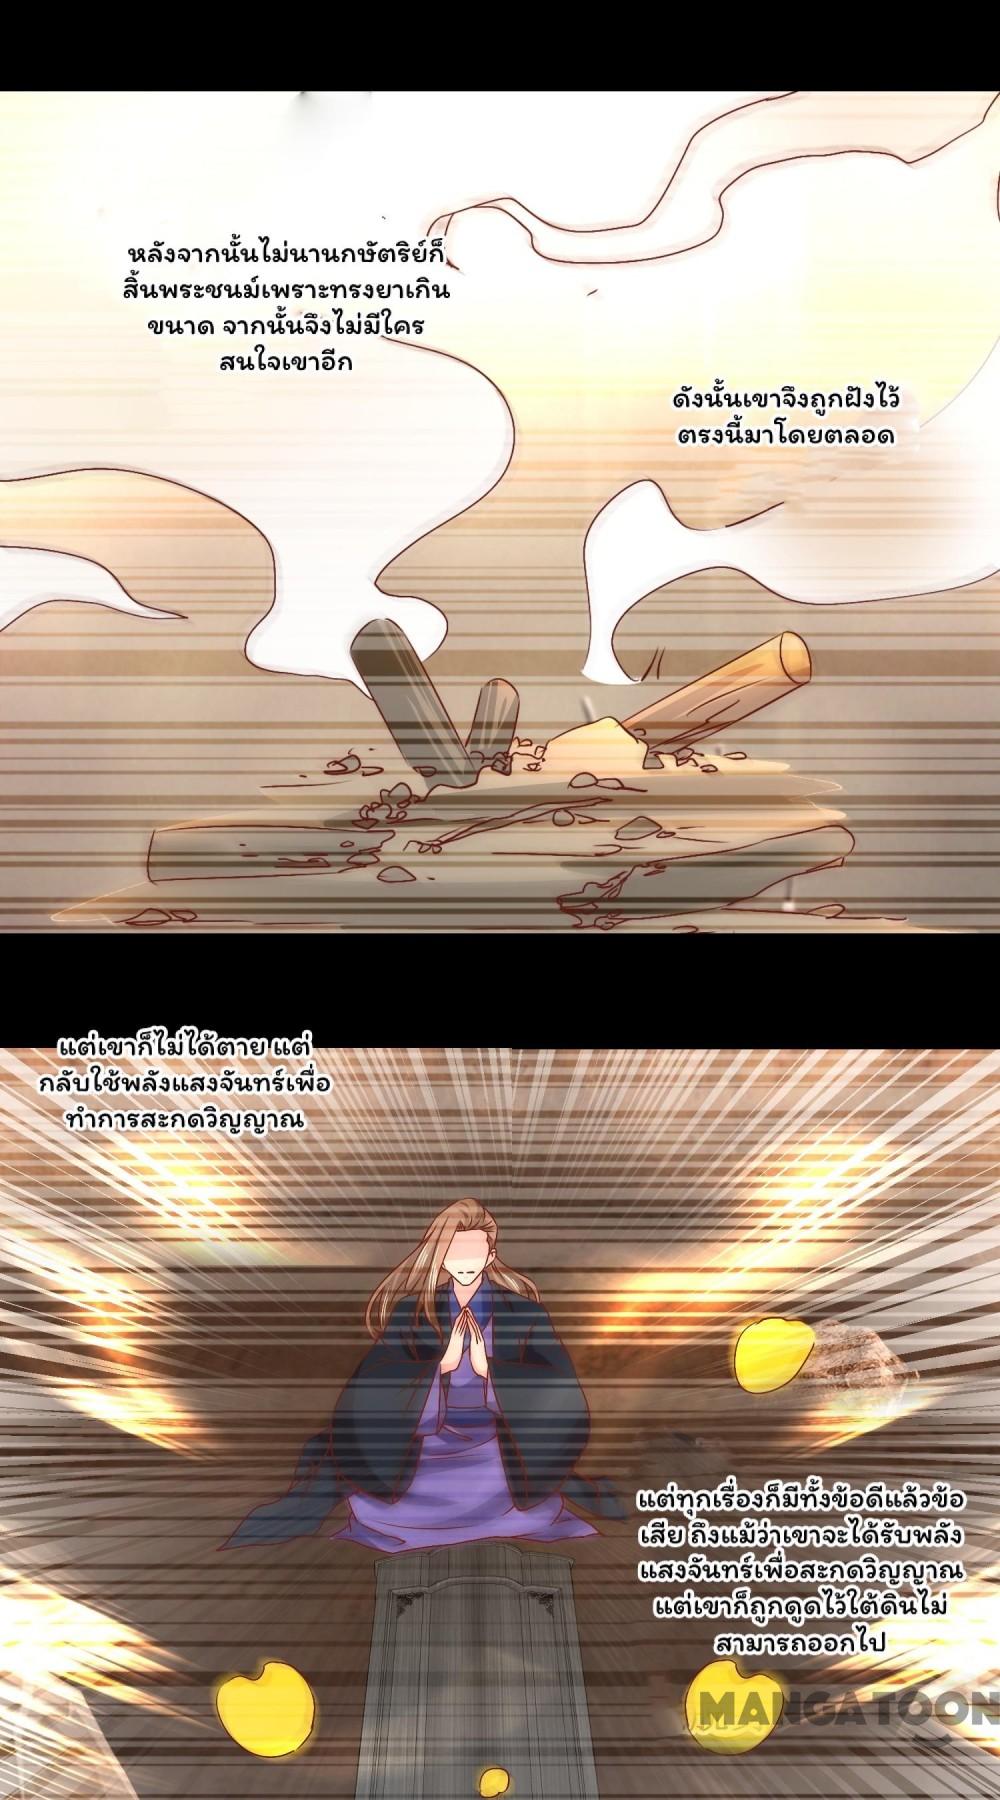 หลังจากนั้นไม่นานกษัตริย์ก็
สิ้นพระชนม์เพราะทรงยาเกิน
ขนาด จากนั้นจึงไม่มีใคร
สนใจเขาอีก
ดังนั้นเขาจึงถูกฝังไว้
ตรงนี้มาโดยตลอด
แต่เขาก็ไม่ได้ตาย แต่
กลับใช้พลังแสงจันทร์เพื่อ
ทำการสะกดวิญญาณ
แต่ทุกเรื่องก็มีทั้งข้อดีแล้วข้อ
เสีย ถึงแม้ว่าเขาจะได้รับพลัง
แสงจันทร์เพื่อสะกดวิญญาณ
แต่เขาก็ถูกดูดไว้ใต้ดินไม่
สามารถออกไป
MANGATOON